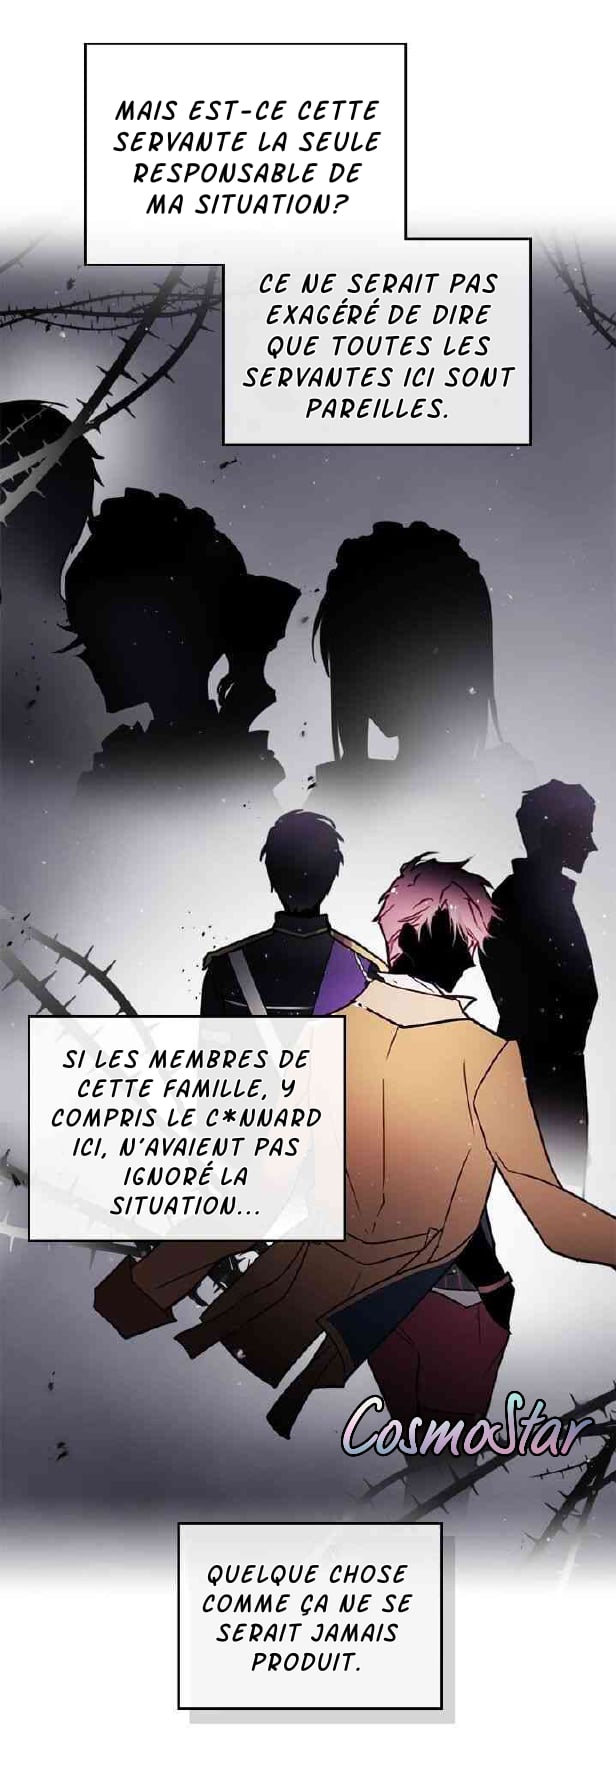 MAIS EST-CE CETTE
SERVANTE LA SEULE
RESPONSABLE DE
MA SITUATION?
CE NE SERAIT PAS
EXAGÉRÉ DE DIRE
QUE TOUTES LES
SERVANTES ICI SONT
PAREILLES.
SI LES MEMBRES DE
CETTE FAMILLE, Y
COMPRIS LE C*NNARD
ICI, N'AVAIENT PAS
IGNORÉ LA
SITUATION...
CosmoStar
QUELQUE CHOSE
COMME ÇA NE SE
SERAIT JAMAIS
PRODUIT.